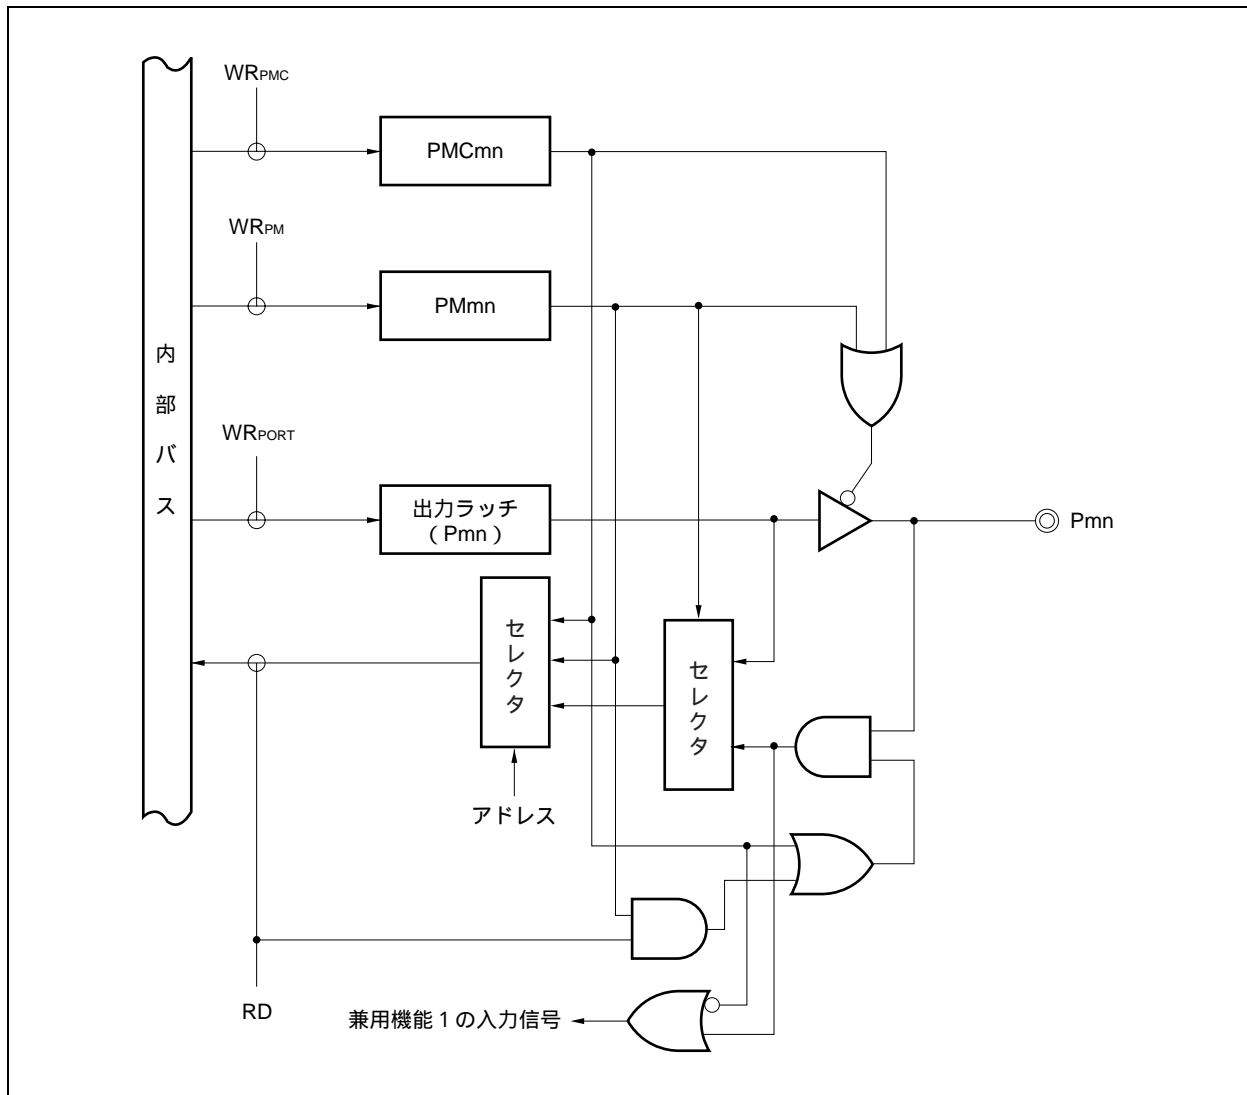 WRPMC
PMCmn
WRPM
PMmn
内部バス
WRPORT
出力ラッチ
（Pmn）
Pmn
セレクタ
セレクタ
アドレス
RD
兼用機能１の入力信号